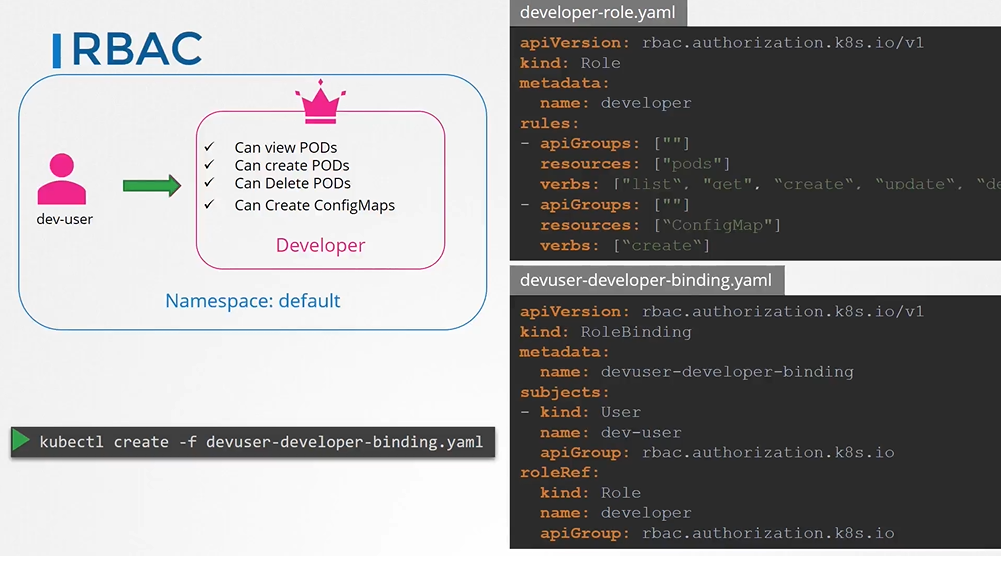 RBAC
Can view PODs
Can create PODs
Can Delete PODs
Can Create ConfigMaps
Developer
dev-user
Namespace: default
kubectl create -f devuser-developer-binding.yaml
developer-role.yaml
apiVersion: rbac.authorization.k8s.io/v1
kind: Role
metadata:
  name: developer
rules:
- apiGroups: [""]
  resources: ["pods"]
  verbs: ["list“, "get", “create“, “update“, “de
- apiGroups: [""]
  resources: [“ConfigMap"]
  verbs: [“create“]
devuser-developer-binding.yaml
apiVersion: rbac.authorization.k8s.io/v1
kind: RoleBinding
metadata:
  name: devuser-developer-binding
subjects:
- kind: User
  name: dev-user
  apiGroup: rbac.authorization.k8s.io
roleRef:
  kind: Role
  name: developer
  apiGroup: rbac.authorization.k8s.io